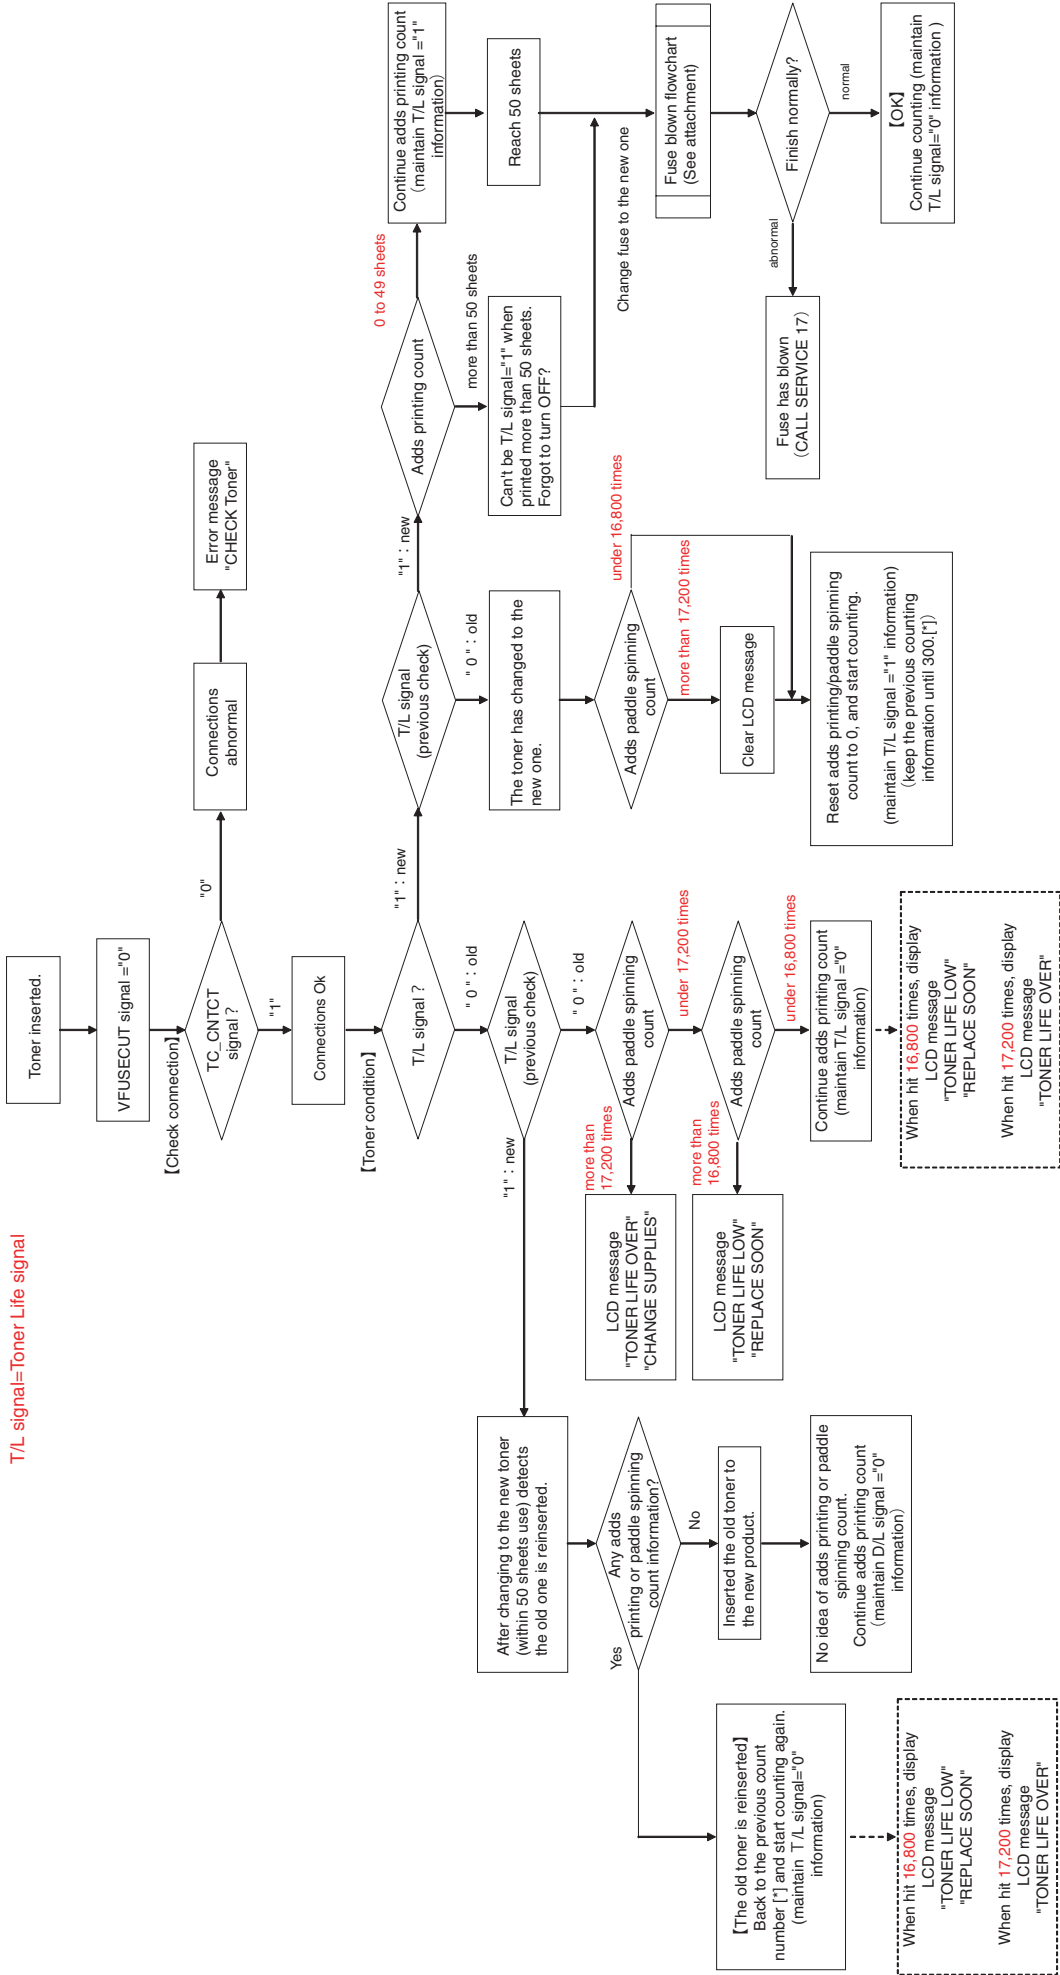 T/L signal=Toner Life signal
Toner inserted.
VFUSECUT signal ="0"
【Check connection】
TC_CNTCT
signal ?
"0"
Connections
abnormal
Error message
"CHECK Toner"
"1"
Connections Ok
【Toner condition】
T/L signal ?
"1" : new
T/L signal
(previous check)
"1" : new
Adds printing count
0 to 49 sheets
Continue adds printing count
(maintain T/L signal ="1"
information)
Reach 50 sheets
more than 50 sheets
Can't be T/L signal="1" when
printed more than 50 sheets.
Forgot to turn OFF?
Change fuse to the new one
Fuse blown flowchart
(See attachment)
Finish normally?
abnormal
Fuse has blown
(CALL SERVICE 17)
normal
【OK】
Continue counting (maintain
T/L signal="0" information )
" 0 " : old
The toner has changed to the
new one.
Adds paddle spinning
count
under 16,800 times
more than 17,200 times
Clear LCD message
Reset adds printing/paddle spinning
count to 0, and start counting.
(maintain T/L signal ="1" information)
(keep the previous counting
information until 300.[*])
" 0 " : old
T/L signal
(previous check)
"1" : new
" 0 " : old
Adds paddle spinning
count
more than
17,200 times
LCD message
"TONER LIFE OVER"
"CHANGE SUPPLIES"
under 17,200 times
Adds paddle spinning
count
more than
16,800 times
LCD message
"TONER LIFE LOW"
"REPLACE SOON"
under 16,800 times
Continue adds printing count
(maintain T/L signal ="0"
information)
When hit 16,800 times, display
LCD message
"TONER LIFE LOW"
"REPLACE SOON"
When hit 17,200 times, display
LCD message
"TONER LIFE OVER"
After changing to the new toner
(within 50 sheets use) detects
the old one is reinserted.
Any adds
printing or paddle spinning
count information?
No
Inserted the old toner to
the new product.
No idea of adds printing or paddle
spinning count.
Continue adds printing count
(maintain D/L signal ="0"
information)
Yes
【The old toner is reinserted】
Back to the previous count
number [*] and start counting again.
(maintain T /L signal="0"
information)
When hit 16,800 times, display
LCD message
"TONER LIFE LOW"
"REPLACE SOON"
When hit 17,200 times, display
LCD message
"TONER LIFE OVER"